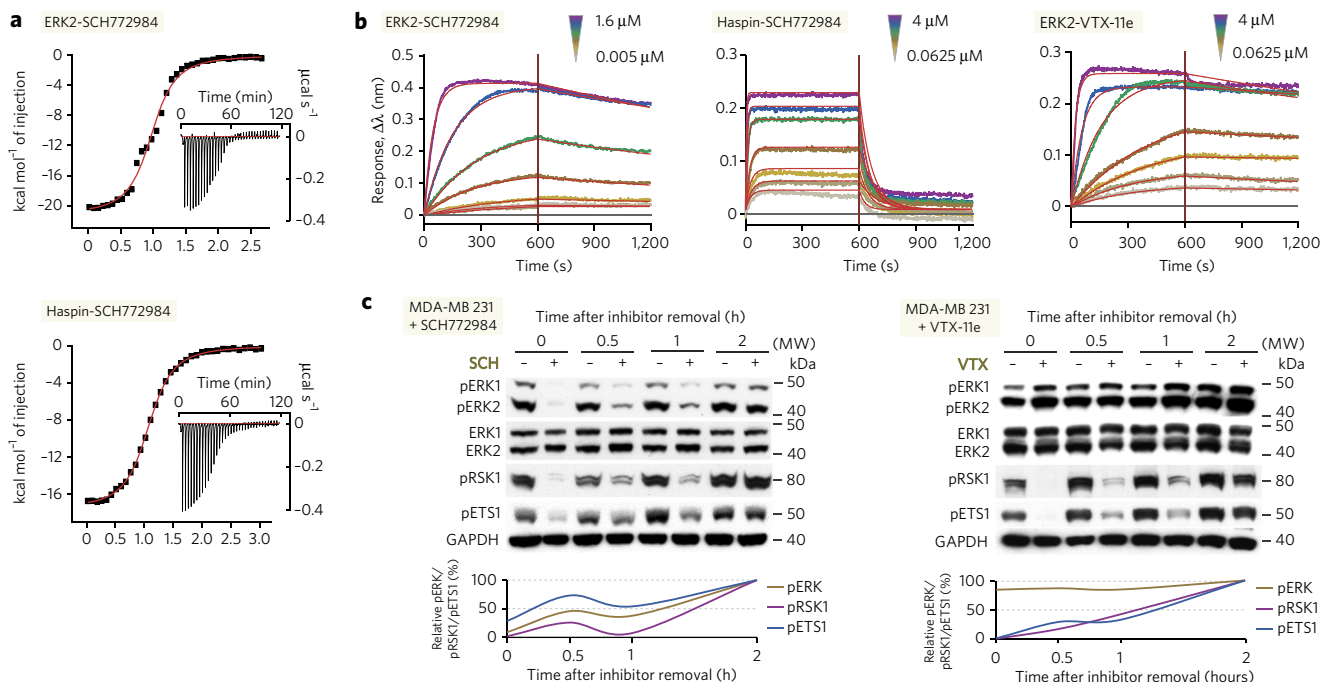 a
ERK2-SCH772984
0
−4
−8
−12
−16
−20
kcal mol−1 of injection
Time (min)
0 60 120
μcal s−1
0
−0.2
−0.4
0 0.5 1.0 1.5 2.0 2.5
Haspin-SCH772984
0
−4
−8
−12
−16
kcal mol−1 of injection
Time (min)
0 60 120
μcal s−1
0
−0.2
−0.4
0 0.5 1.0 1.5 2.0 2.5 3.0
b
ERK2-SCH772984
1.6 μM
0.005 μM
Response, Δλ (nm)
0.5
0.4
0.3
0.2
0.1
0
0 300 600 900 1,200
Time (s)
Haspin-SCH772984
4 μM
0.0625 μM
0.3
0.2
0.1
0
0 300 600 900 1,200
Time (s)
ERK2-VTX-11e
4 μM
0.0625 μM
0.3
0.2
0.1
0
0 300 600 900 1,200
Time (s)
c
MDA-MB 231
+ SCH772984
Time after inhibitor removal (h)
0 0.5 1 2 (MW)
SCH − + − + − + − + kDa
pERK1 50
pERK2 40
ERK1 50
ERK2 40
pRSK1 80
pETS1 50
GAPDH 40
Relative pERK/
pRSK1/pETS1 (%)
100
50
0
pERK
pRSK1
pETS1
0 0.5 1 2
Time after inhibitor removal (h)
MDA-MB 231
+ VTX-11e
Time after inhibitor removal (h)
0 0.5 1 2 (MW)
VTX − + − + − + − + kDa
pERK1 50
pERK2 40
ERK1 50
ERK2 40
pRSK1 80
pETS1 50
GAPDH 40
Relative pERK/
pRSK1/pETS1 (%)
100
50
0
pERK
pRSK1
pETS1
0 0.5 1 2
Time after inhibitor removal (hours)